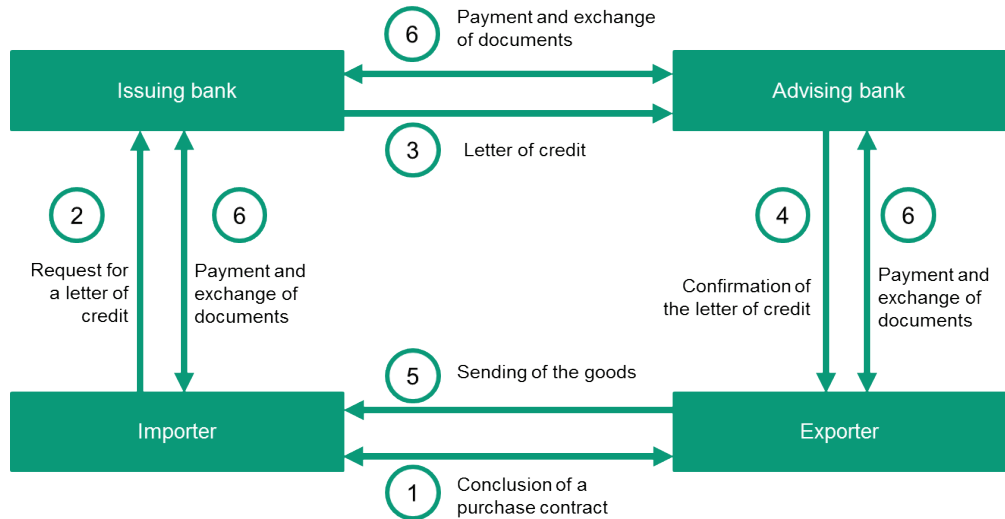 6
Payment and exchange
of documents
Issuing bank
Advising bank
3
Letter of credit
2
Request for
a letter of
credit
6
Payment and
exchange of
documents
4
Confirmation of
the letter of credit
6
Payment and
exchange of
documents
5
Sending of the goods
Importer
Exporter
1
Conclusion of a
purchase contract